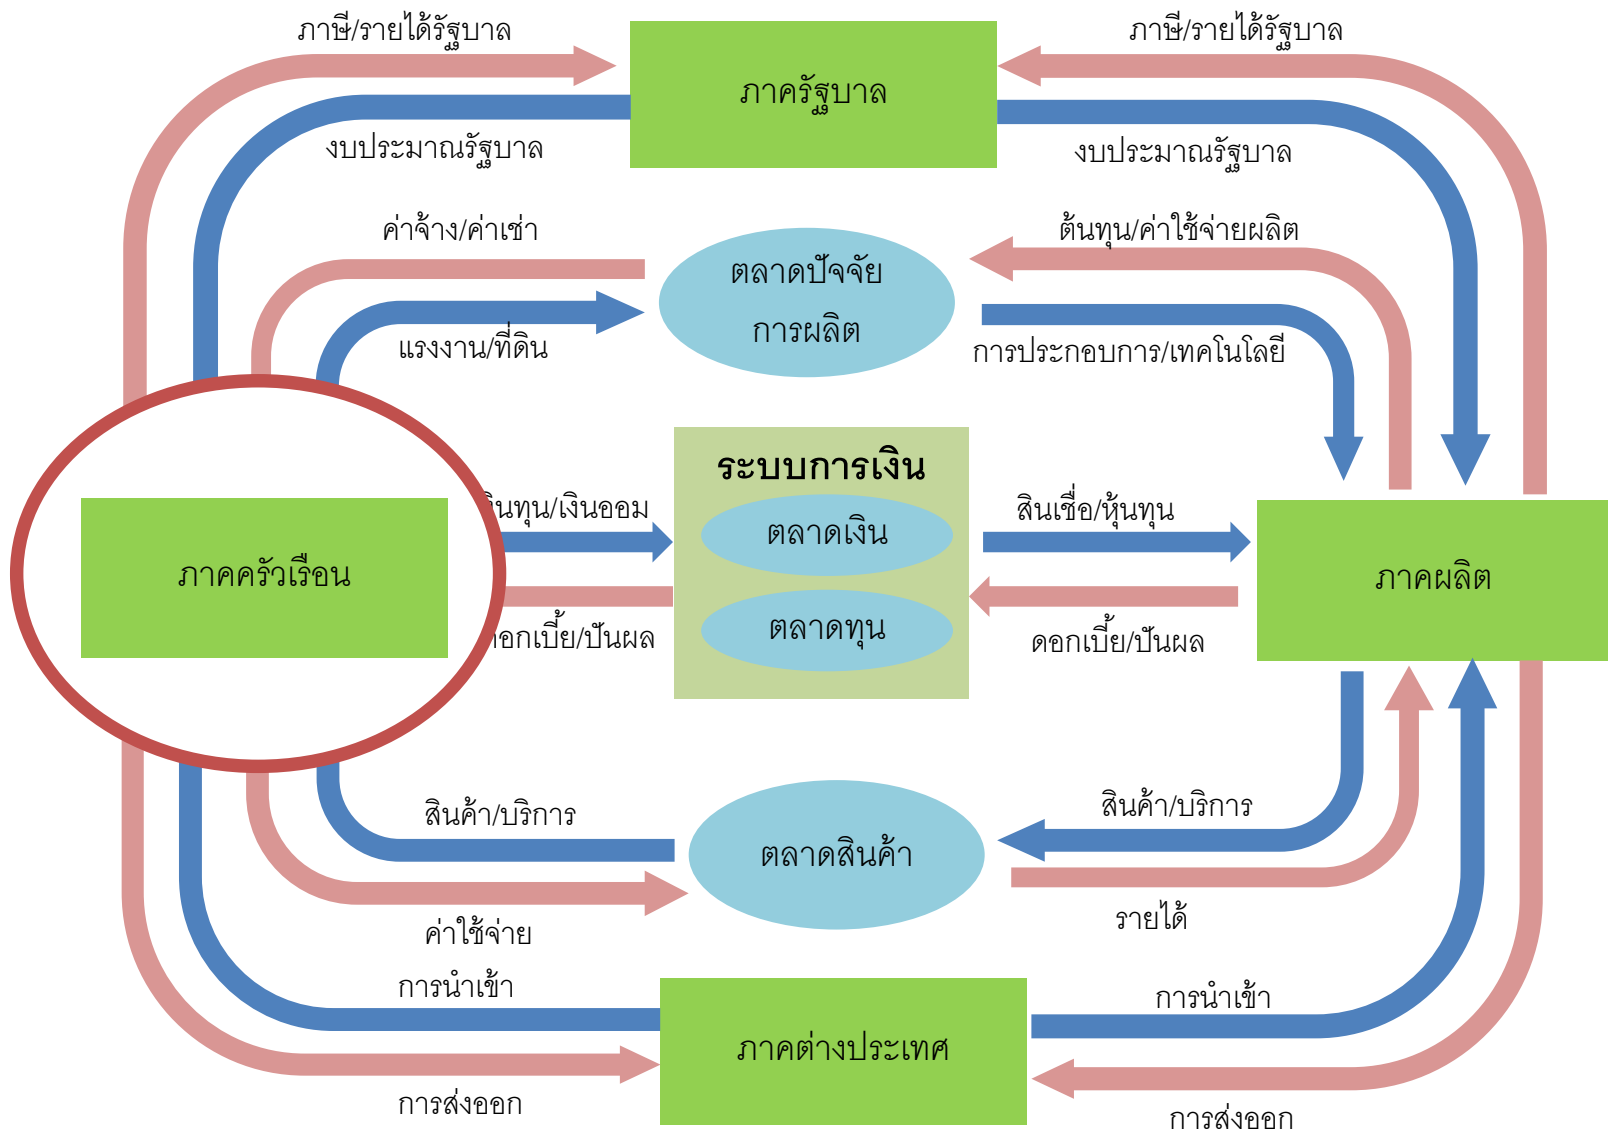 ภาษี/รายได้รัฐบาล
ภาษี/รายได้รัฐบาล
ภาครัฐบาล
งบประมาณรัฐบาล
งบประมาณรัฐบาล
ค่าจ้าง/ค่าเช่า
ต้นทุน/ค่าใช้จ่ายผลิต
ตลาดปัจจัย
การผลิต
แรงงาน/ที่ดิน
การประกอบการ/เทคโนโลยี
ระบบการเงิน
ินทุน/เงินออม
สินเชื่อ/หุ้นทุน
ตลาดเงิน
ภาคครัวเรือน
ภาคผลิต
ตลาดทุน
อกเบี้ย/ปันผล
ดอกเบี้ย/ปันผล
สินค้า/บริการ
สินค้า/บริการ
ตลาดสินค้า
ค่าใช้จ่าย
รายได้
การนำเข้า
การนำเข้า
ภาคต่างประเทศ
การส่งออก
การส่งออก